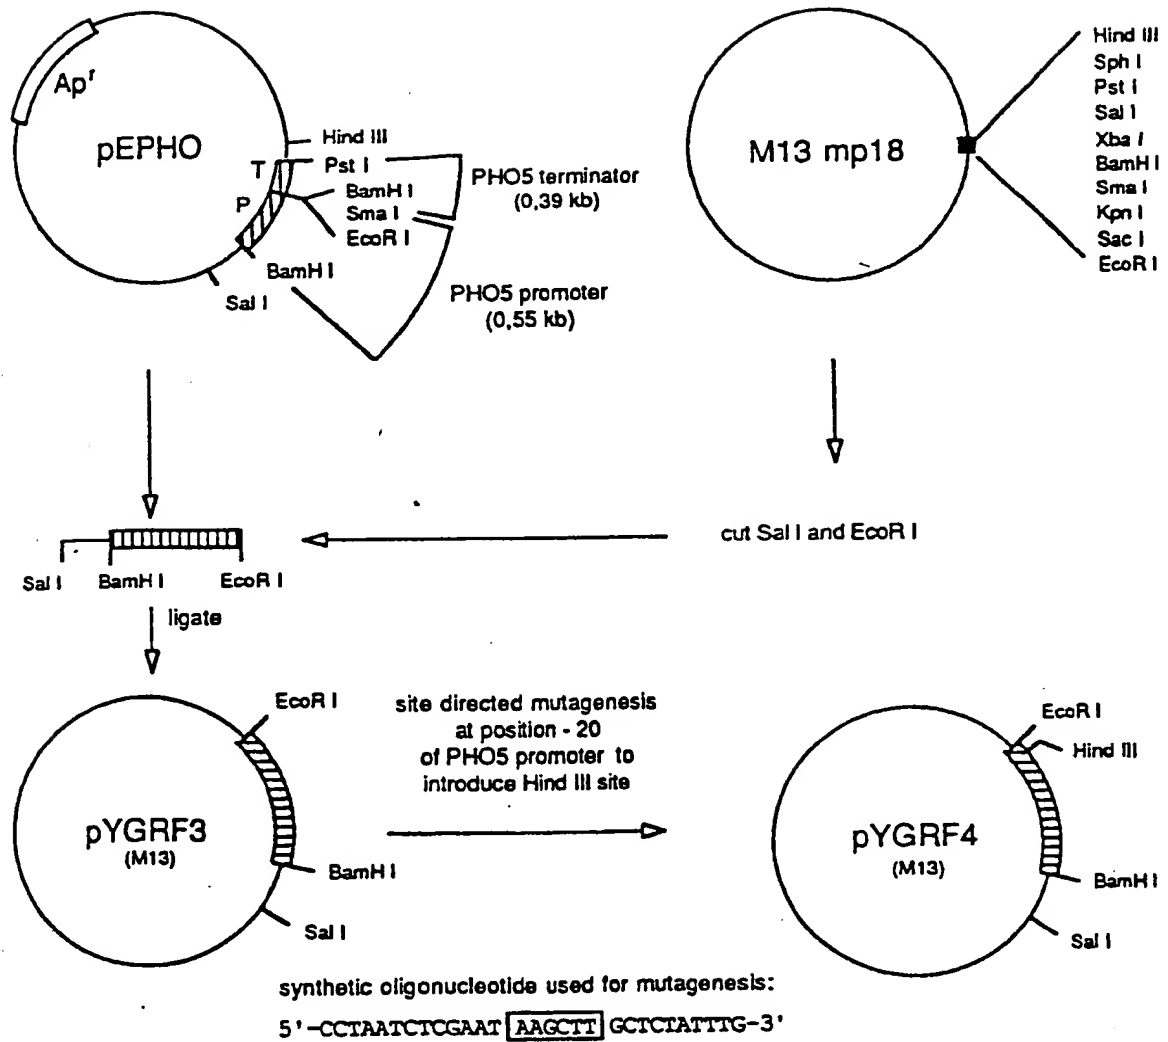 Apʳ
pEPHO
Hind III
T
Pst I
BamH I
P
Sma I
EcoR I
BamH I
Sal I
PHO5 terminator
(0,39 kb)
PHO5 promoter
(0,55 kb)
M13 mp18
Hind III
Sph I
Pst I
Sal I
Xba I
BamH I
Sma I
Kpn I
Sac I
EcoR I
cut Sal I and EcoR I
Sal I
BamH I
EcoR I
ligate
EcoR I
pYGRF3
(M13)
BamH I
Sal I
site directed mutagenesis
at position - 20
of PHO5 promoter to
introduce Hind III site
EcoR I
Hind III
pYGRF4
(M13)
BamH I
Sal I
synthetic oligonucleotide used for mutagenesis:
5'-CCTAATCTCGAAT AAGCTT GCTCTATTTG-3'